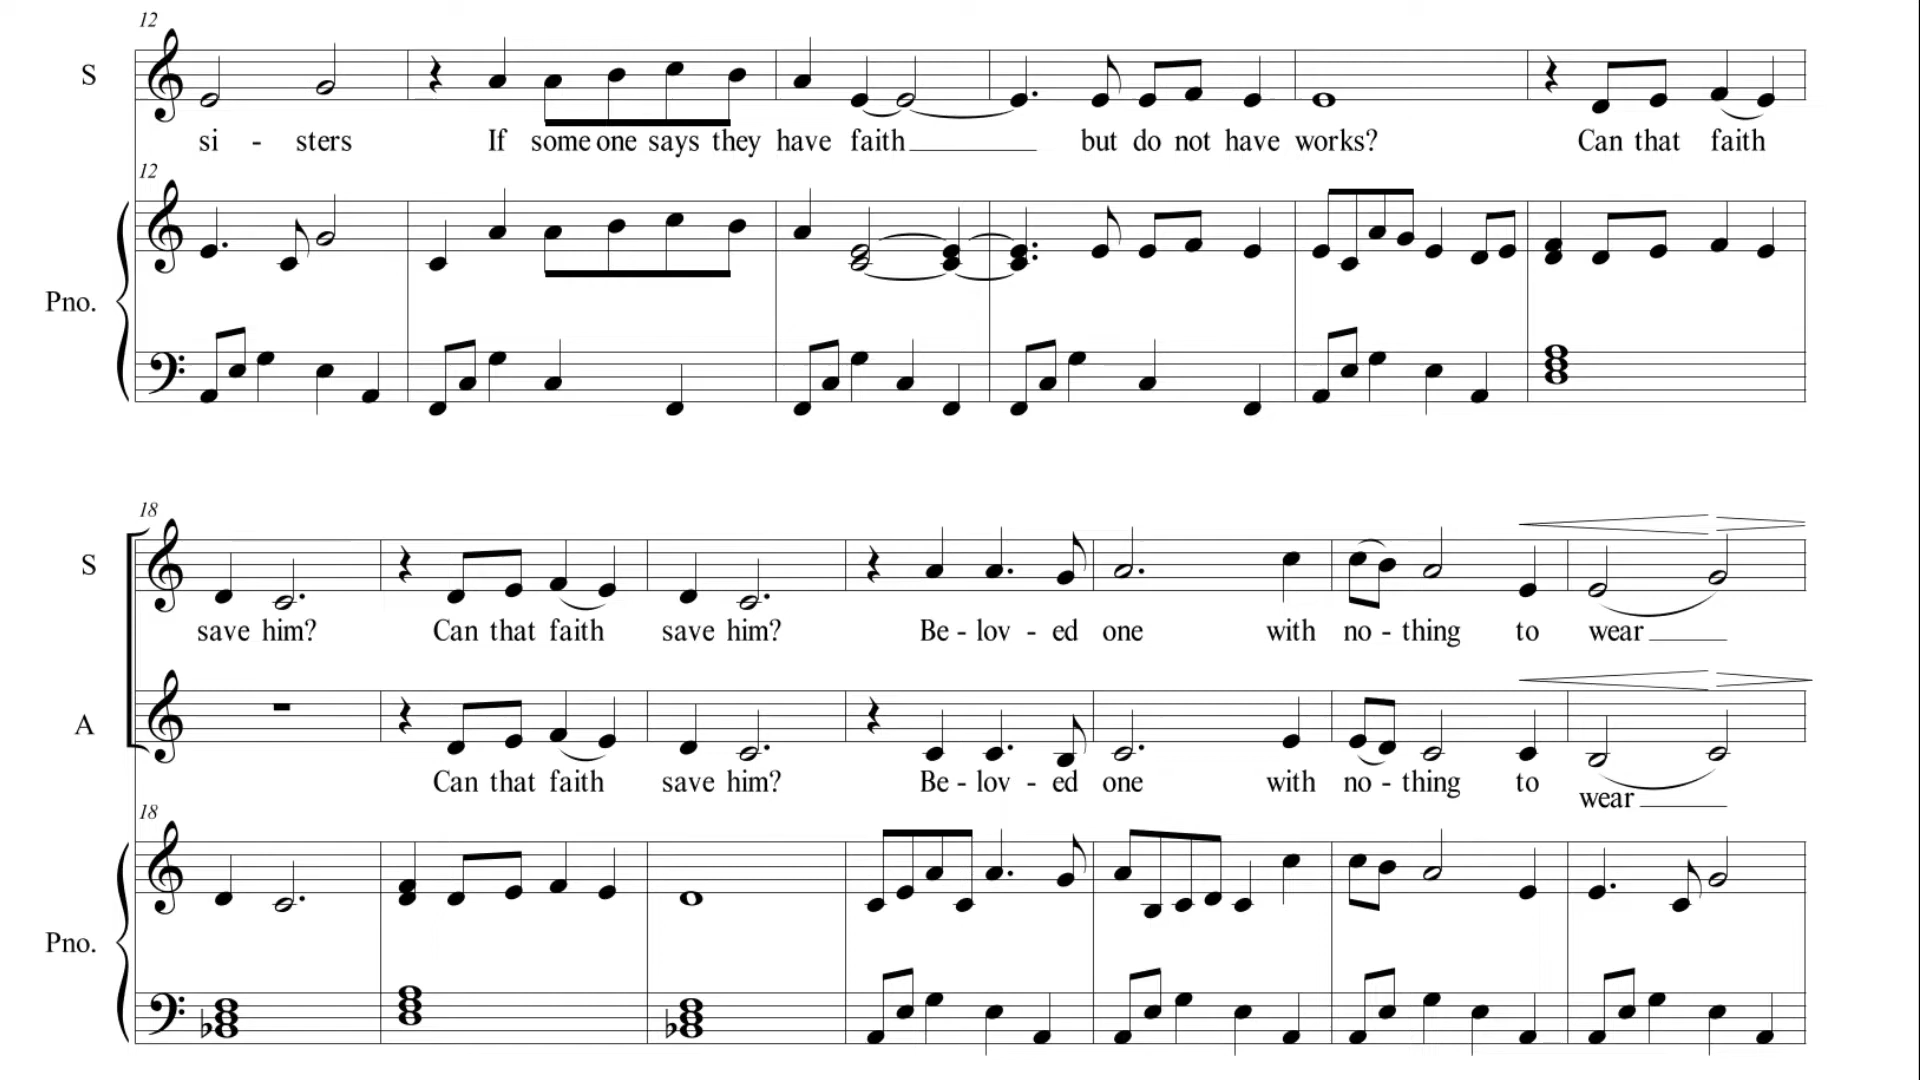 12
S
si - sters If some one says they have faith but do not have works? Can that faith
12
Pno.
18
S
save him? Can that faith save him? Be - lov - ed one with no - thing to wear
A
Can that faith save him? Be - lov - ed one with no - thing to wear
18
Pno.